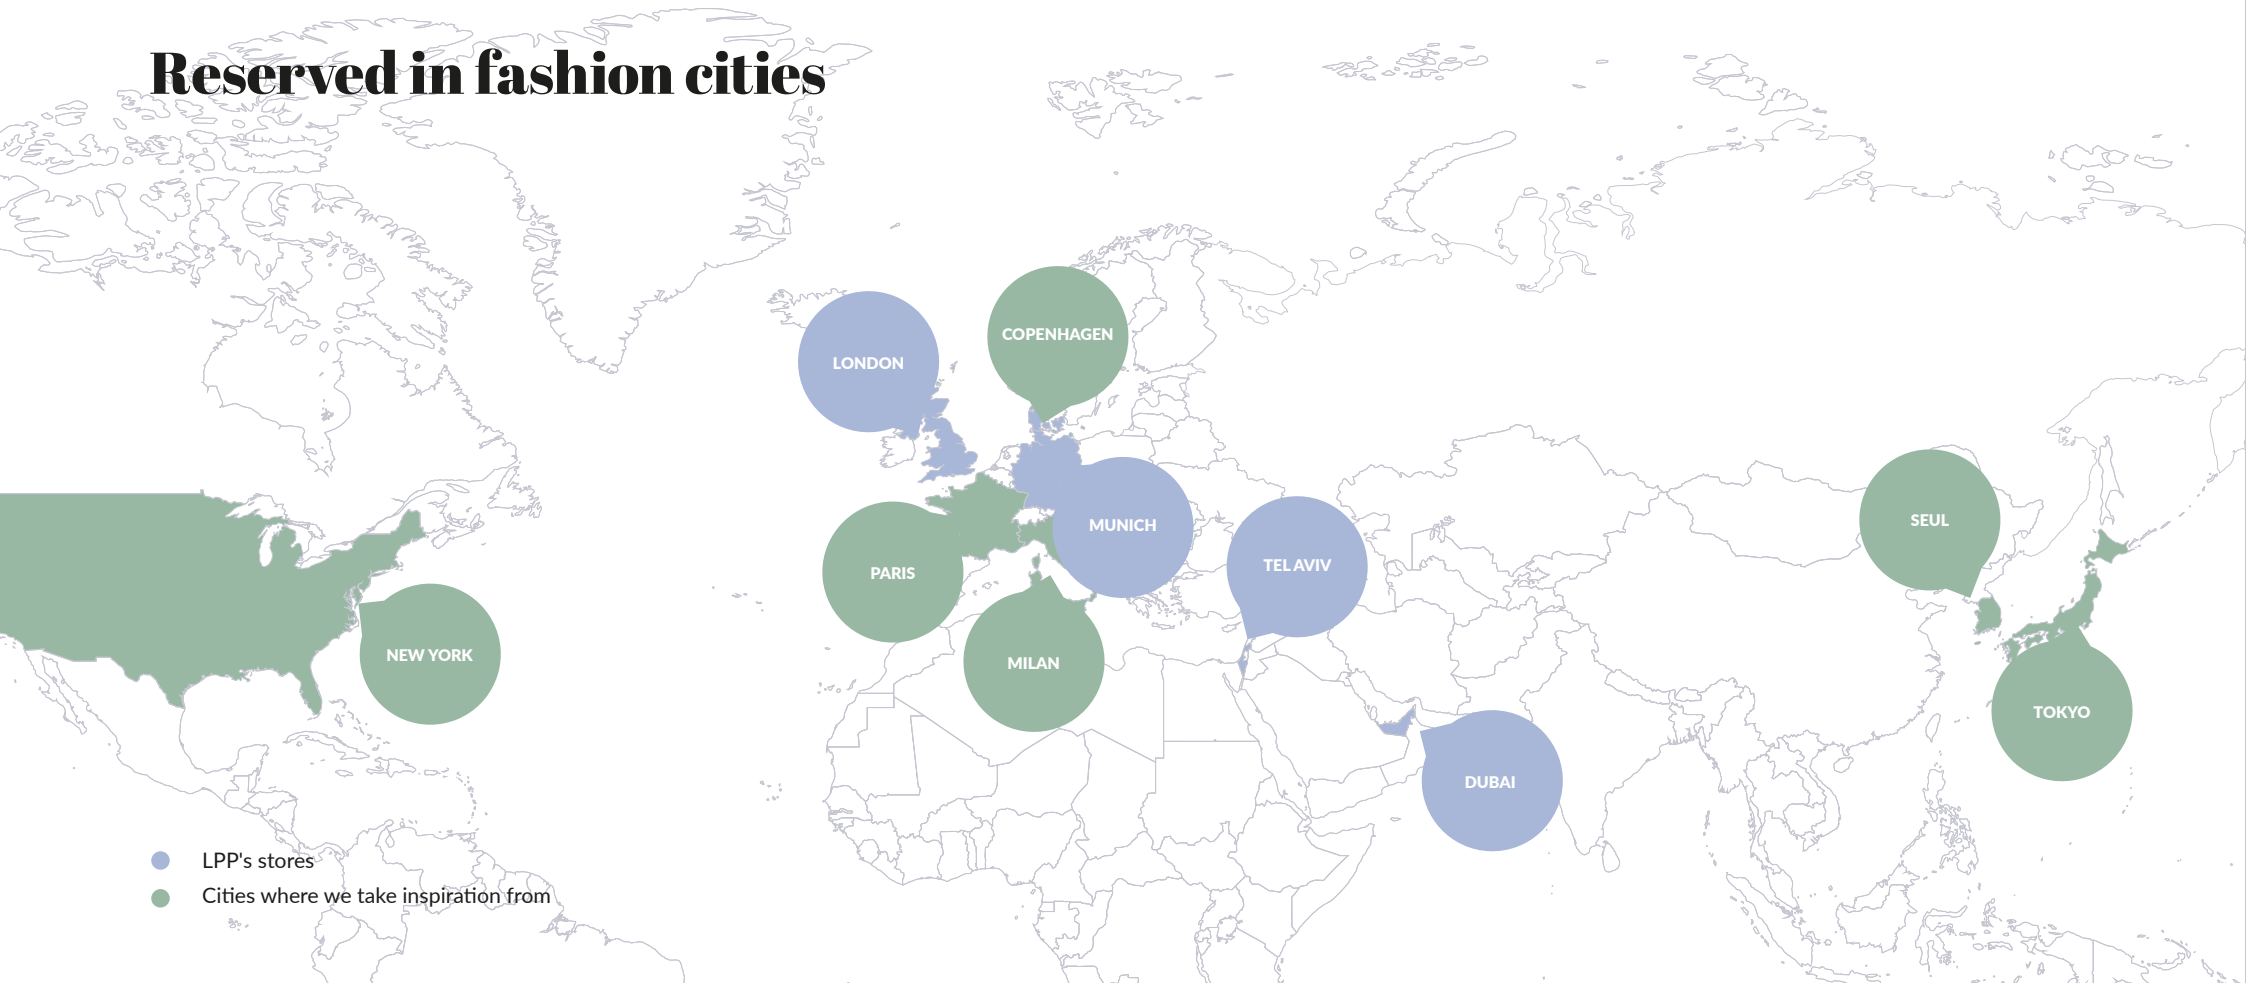 Reserved in fashion cities
COPENHAGEN
LONDON
MUNICH
SEUL
TEL AVIV
PARIS
NEW YORK
MILAN
TOKYO
DUBAI
LPP's stores
Cities where we take inspiration from